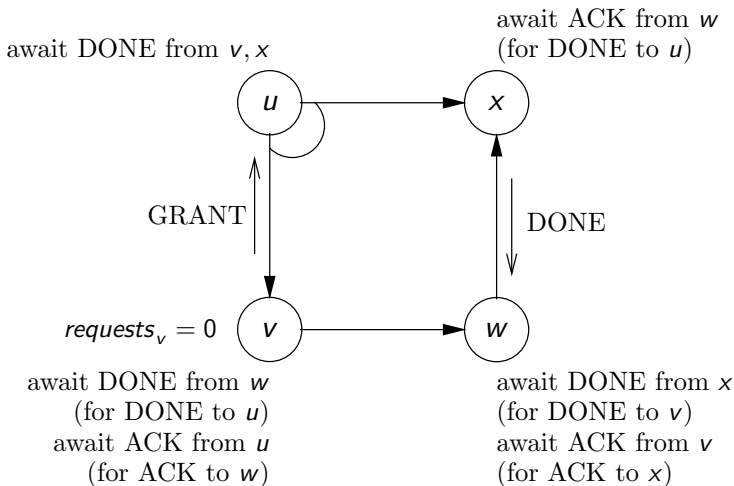 await ACK from w
(for DONE to u)
await DONE from v, x
u
x
GRANT
DONE
requests_v = 0
v
w
await DONE from w
(for DONE to u)
await ACK from u
(for ACK to w)
await DONE from x
(for DONE to v)
await ACK from v
(for ACK to x)